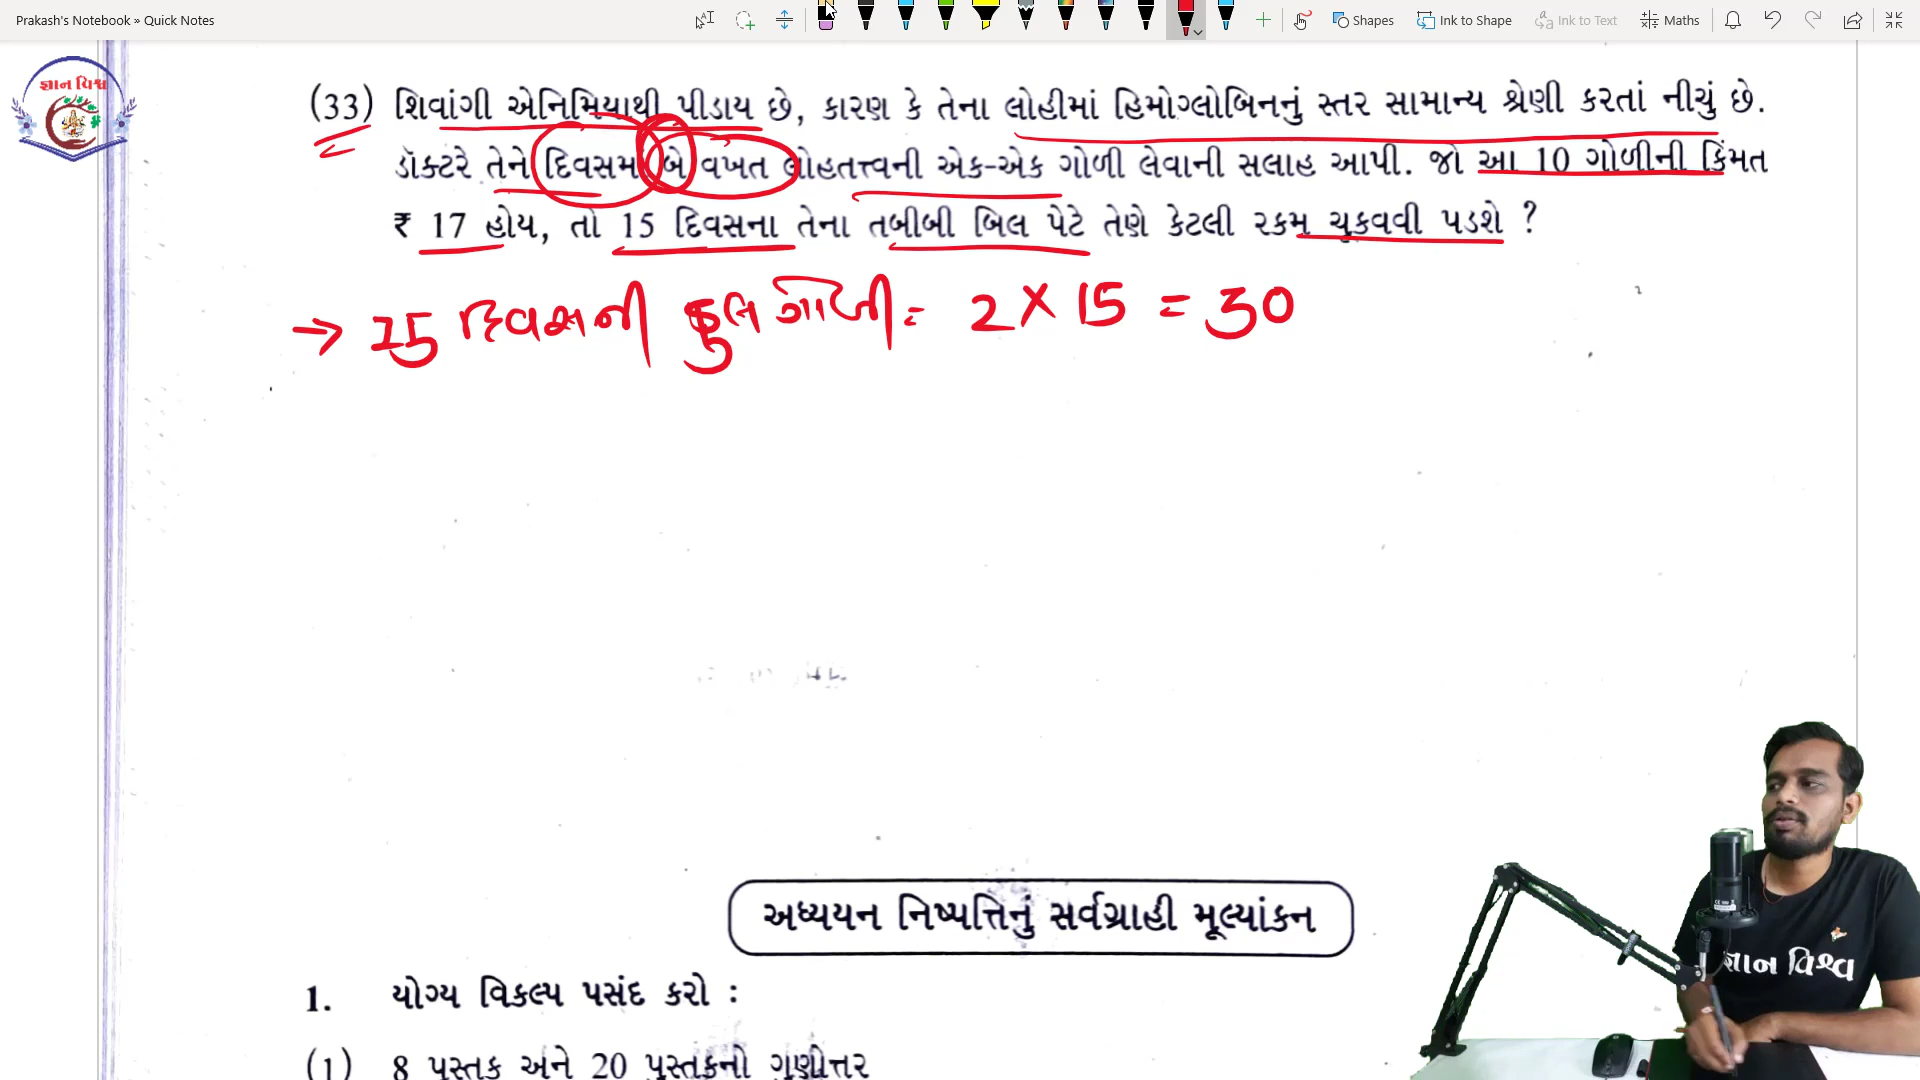 Prakash's Notebook » Quick Notes
Shapes Ink to Shape Ink to Text Maths
જ્ઞાન વિશ્વ
(33) શિવાંગી એનિમિયાથી પીડાય છે, કારણ કે તેના લોહીમાં હિમોગ્લોબિનનું સ્તર સામાન્ય શ્રેણી કરતાં નીચું છે.
ડૉક્ટરે તેને દિવસમાં બે વખત લોહતત્ત્વની એક-એક ગોળી લેવાની સલાહ આપી. જો આ 10 ગોળીની કિંમત
₹ 17 હોય, તો 15 દિવસના તેના તબીબી બિલ પેટે તેણે કેટલી રકમ ચૂકવવી પડશે ?
→ 15 દિવસની કુલ ગોળી = 2 × 15 = 30
અધ્યયન નિષ્પત્તિનું સર્વગ્રાહી મૂલ્યાંકન
1. યોગ્ય વિકલ્પ પસંદ કરો :
(1) 8 પુસ્તક અને 20 પુસ્તકનો ગુણોત્તર
જ્ઞાન વિશ્વ